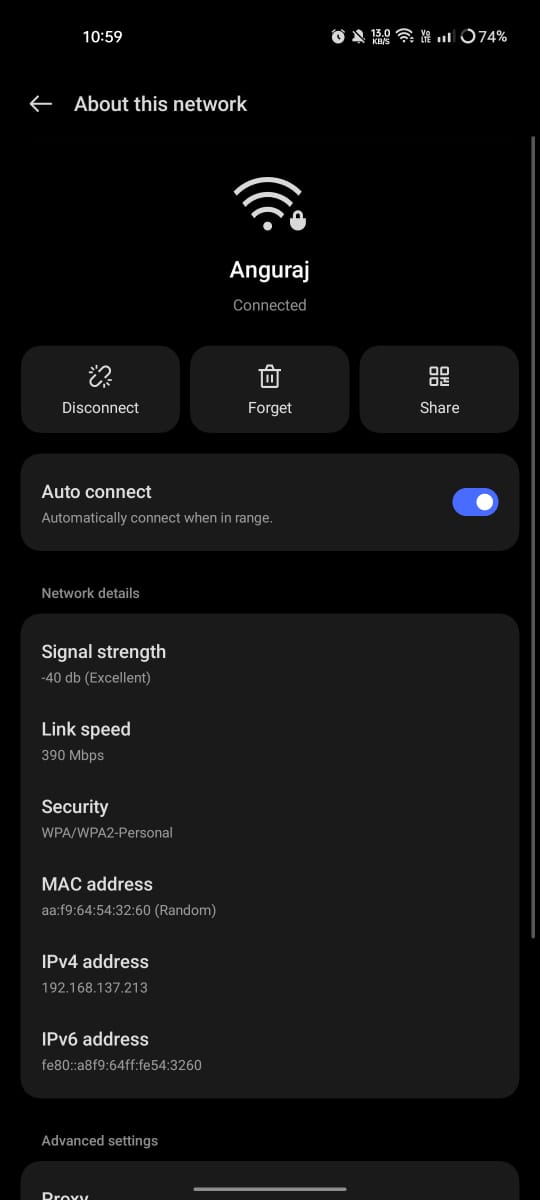 10:59
13.0
KB/S
Vo
LTE
74%
About this network
Anguraj
Connected
Disconnect
Forget
Share
Auto connect
Automatically connect when in range.
Network details
Signal strength
-40 db (Excellent)
Link speed
390 Mbps
Security
WPA/WPA2-Personal
MAC address
aa:f9:64:54:32:60 (Random)
IPv4 address
192.168.137.213
IPv6 address
fe80::a8f9:64ff:fe54:3260
Advanced settings
Proxy